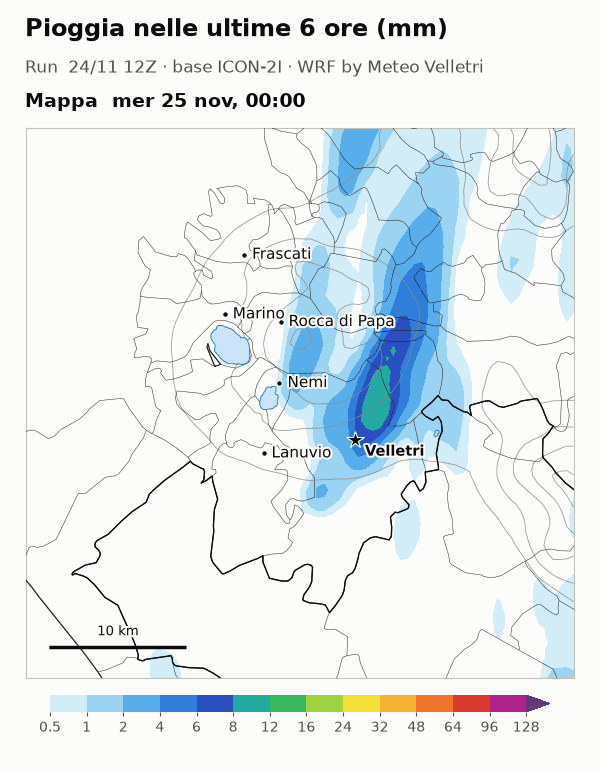 Pioggia nelle ultime 6 ore (mm)
Run 24/11 12Z · base ICON-2I · WRF by Meteo Velletri
Mappa mer 25 nov, 00:00
Frascati
Marino
Rocca di Papa
Nemi
Velletri
Lanuvio
10 km
0.5 1 2 4 6 8 12 16 24 32 48 64 96 128